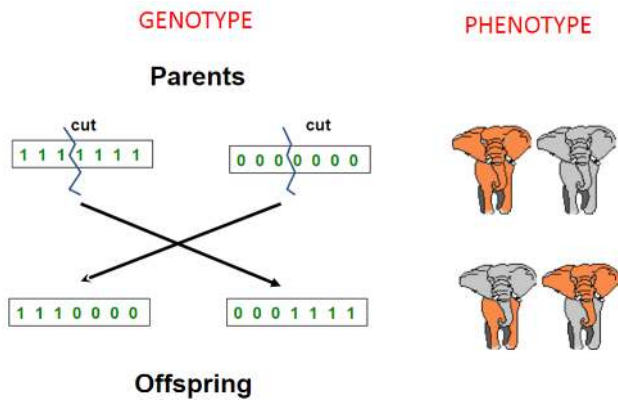 GENOTYPE
PHENOTYPE
Parents
cut
cut
1 1 1 1 1 1 1
0 0 0 0 0 0 0
1 1 1 0 0 0 0
0 0 0 1 1 1 1
Offspring